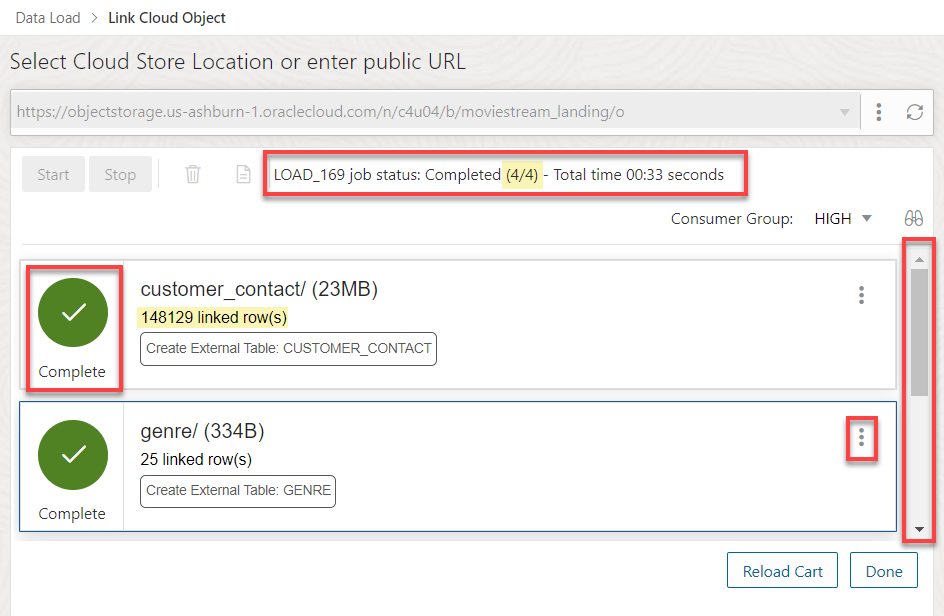 Data Load > Link Cloud Object
Select Cloud Store Location or enter public URL
https://objectstorage.us-ashburn-1.oraclecloud.com/n/c4u04/b/moviestream_landing/o
Start Stop LOAD_169 job status: Completed (4/4) - Total time 00:33 seconds
Consumer Group: HIGH
customer_contact/ (23MB)
148129 linked row(s)
Create External Table: CUSTOMER_CONTACT
Complete
genre/ (334B)
25 linked row(s)
Create External Table: GENRE
Complete
Reload Cart Done